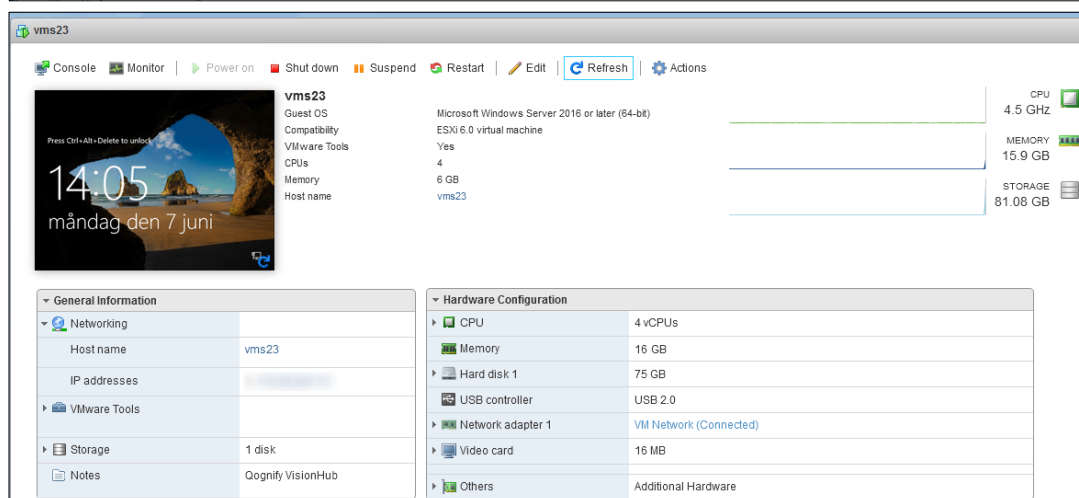 vms23
Console Monitor Power on Shut down Suspend Restart Edit Refresh Actions
Press Ctrl+Alt+Delete to unlock
14:05
måndag den 7 juni
vms23
Guest OS Microsoft Windows Server 2016 or later (64-bit)
Compatibility ESXi 6.0 virtual machine
VMware Tools Yes
CPUs 4
Memory 6 GB
Host name vms23
CPU
4.5 GHz
MEMORY
15.9 GB
STORAGE
81.08 GB
General Information
Networking
Host name vms23
IP addresses
VMware Tools
Storage 1 disk
Notes Qognify VisionHub
Hardware Configuration
CPU 4 vCPUs
Memory 16 GB
Hard disk 1 75 GB
USB controller USB 2.0
Network adapter 1 VM Network (Connected)
Video card 16 MB
Others Additional Hardware